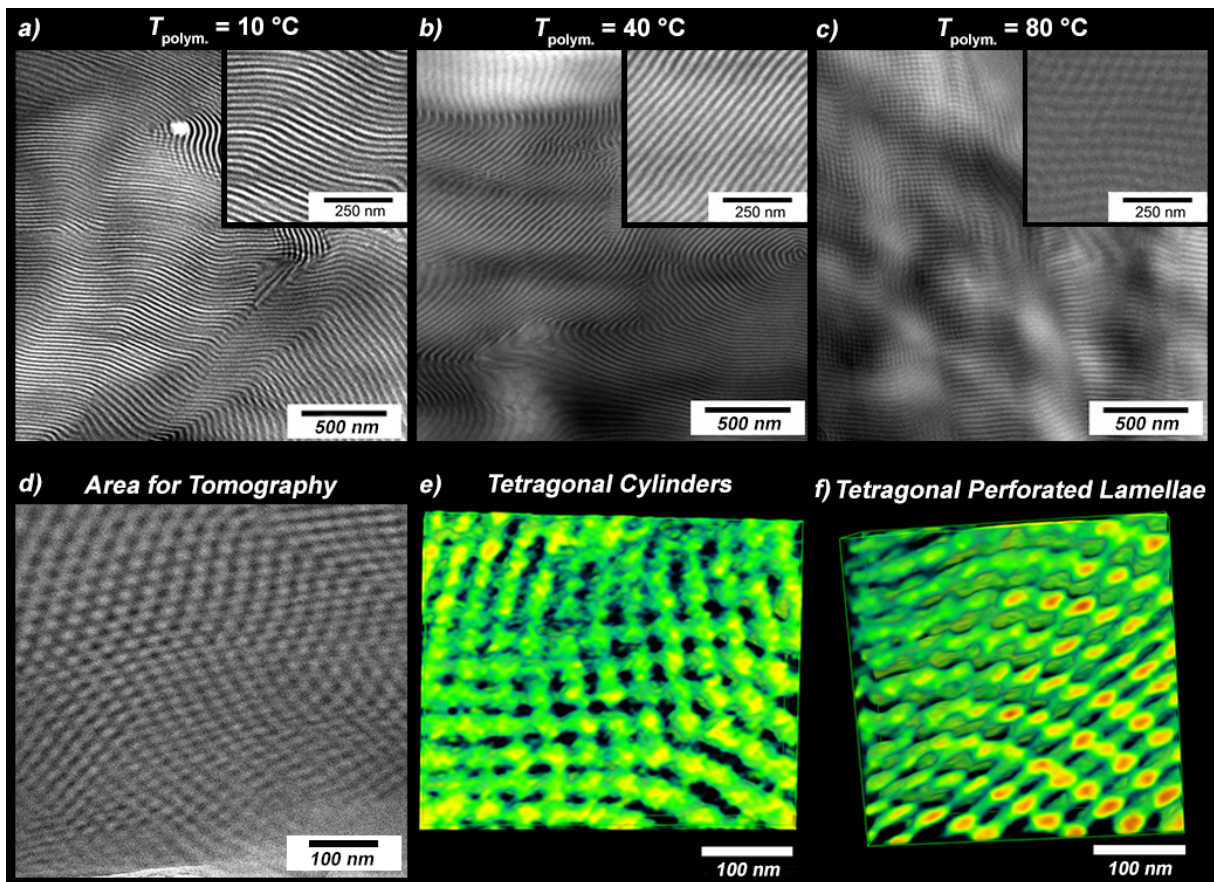 a) T polym. = 10 °C
b) T polym. = 40 °C
c) T polym. = 80 °C
250 nm
250 nm
250 nm
500 nm
500 nm
500 nm
d) Area for Tomography
e) Tetragonal Cylinders
f) Tetragonal Perforated Lamellae
100 nm
100 nm
100 nm